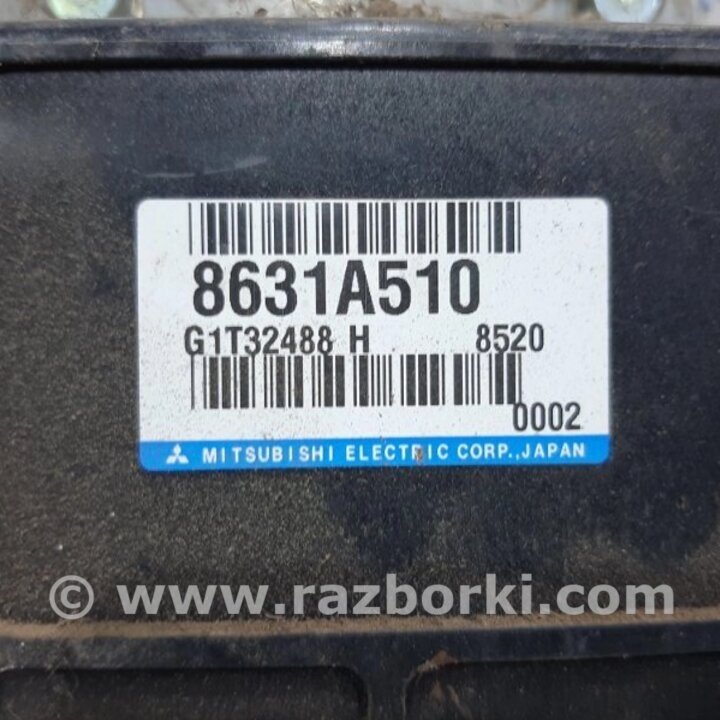 8631A510
G1T32488 H 8520
0002
MITSUBISHI ELECTRIC CORP., JAPAN
© www.razborki.com